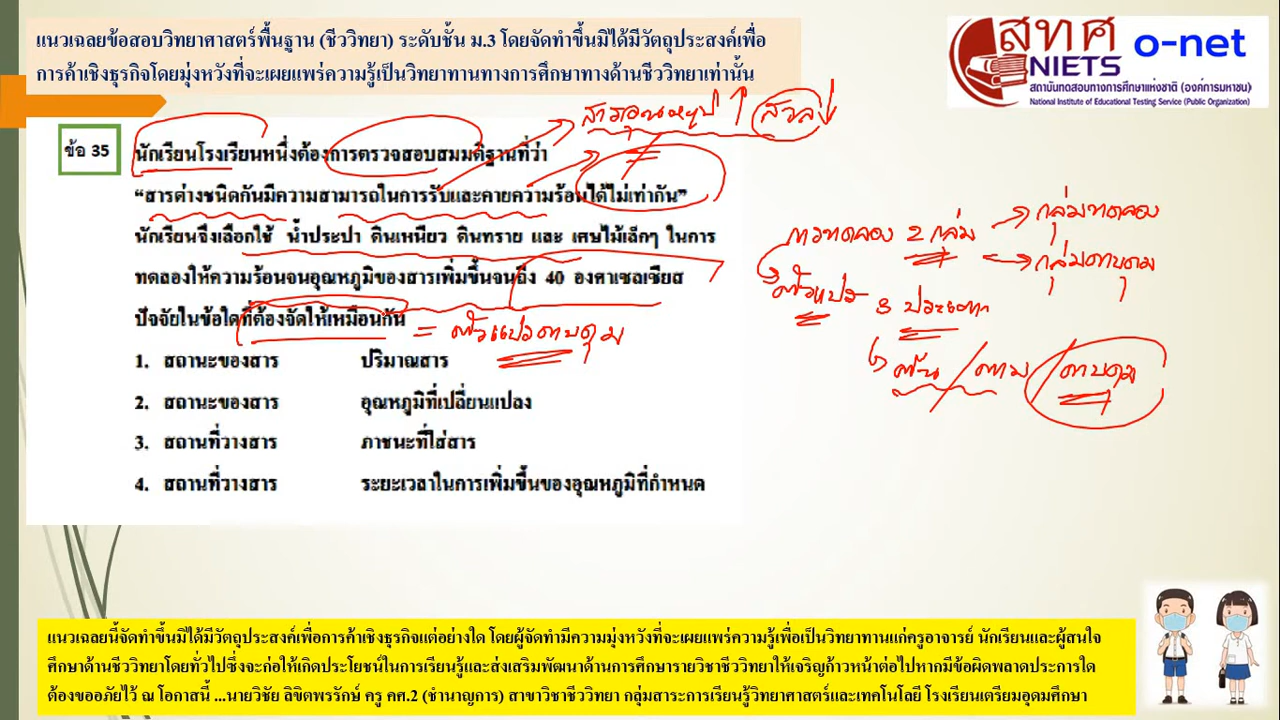 แนวเฉลยข้อสอบวิทยาศาสตร์พื้นฐาน (ชีววิทยา) ระดับชั้น ม.3 โดยจัดทำขึ้นมิได้มีวัตถุประสงค์เพื่อ
การค้าเชิงธุรกิจโดยมุ่งหวังที่จะเผยแพร่ความรู้เป็นวิทยาทานทางการศึกษาทางด้านชีววิทยาเท่านั้น
สทศ
NIETS
o-net
สถาบันทดสอบทางการศึกษาแห่งชาติ (องค์การมหาชน)
National Institute of Educational Testing Service (Public Organization)
ข้อ 35
นักเรียนโรงเรียนหนึ่งต้องการตรวจสอบสมมติฐานที่ว่า
“สารต่างชนิดกันมีความสามารถในการรับและคายความร้อนได้ไม่เท่ากัน”
นักเรียนจึงเลือกใช้ น้ำประปา ดินเหนียว ดินทราย และ เศษไม้เล็กๆ ในการ
ทดลองให้ความร้อนจนอุณหภูมิของสารเพิ่มขึ้นจนถึง 40 องศาเซลเซียส
ปัจจัยในข้อใดที่ต้องจัดให้เหมือนกัน
= ตัวแปรควบคุม
1. สถานะของสาร ปริมาณสาร
2. สถานะของสาร อุณหภูมิที่เปลี่ยนแปลง
3. สถานที่วางสาร ภาชนะที่ใส่สาร
4. สถานที่วางสาร ระยะเวลาในการเพิ่มขึ้นของอุณหภูมิที่กำหนด
การทดลอง 2 กลุ่ม
กลุ่มทดลอง
กลุ่มควบคุม
ตัวแปร 3 ประเภท
ต้น / ตาม / ควบคุม
แนวเฉลยนี้จัดทำขึ้นมิได้มีวัตถุประสงค์เพื่อการค้าเชิงธุรกิจแต่อย่างใด โดยผู้จัดทำมีความมุ่งหวังที่จะเผยแพร่ความรู้เพื่อเป็นวิทยาทานแก่ครูอาจารย์ นักเรียนและผู้สนใจ
ศึกษาด้านชีววิทยาโดยทั่วไปซึ่งจะก่อให้เกิดประโยชน์ในการเรียนรู้และส่งเสริมพัฒนาด้านการศึกษารายวิชาชีววิทยาให้เจริญก้าวหน้าต่อไปหากมีข้อผิดพลาดประการใด
ต้องขออภัยไว้ ณ โอกาสนี้ ...นายวิชัย ลิขิตพรรักษ์ ครู คศ.2 (ชำนาญการ) สาขาวิชาชีววิทยา กลุ่มสาระการเรียนรู้วิทยาศาสตร์และเทคโนโลยี โรงเรียนเตรียมอุดมศึกษา